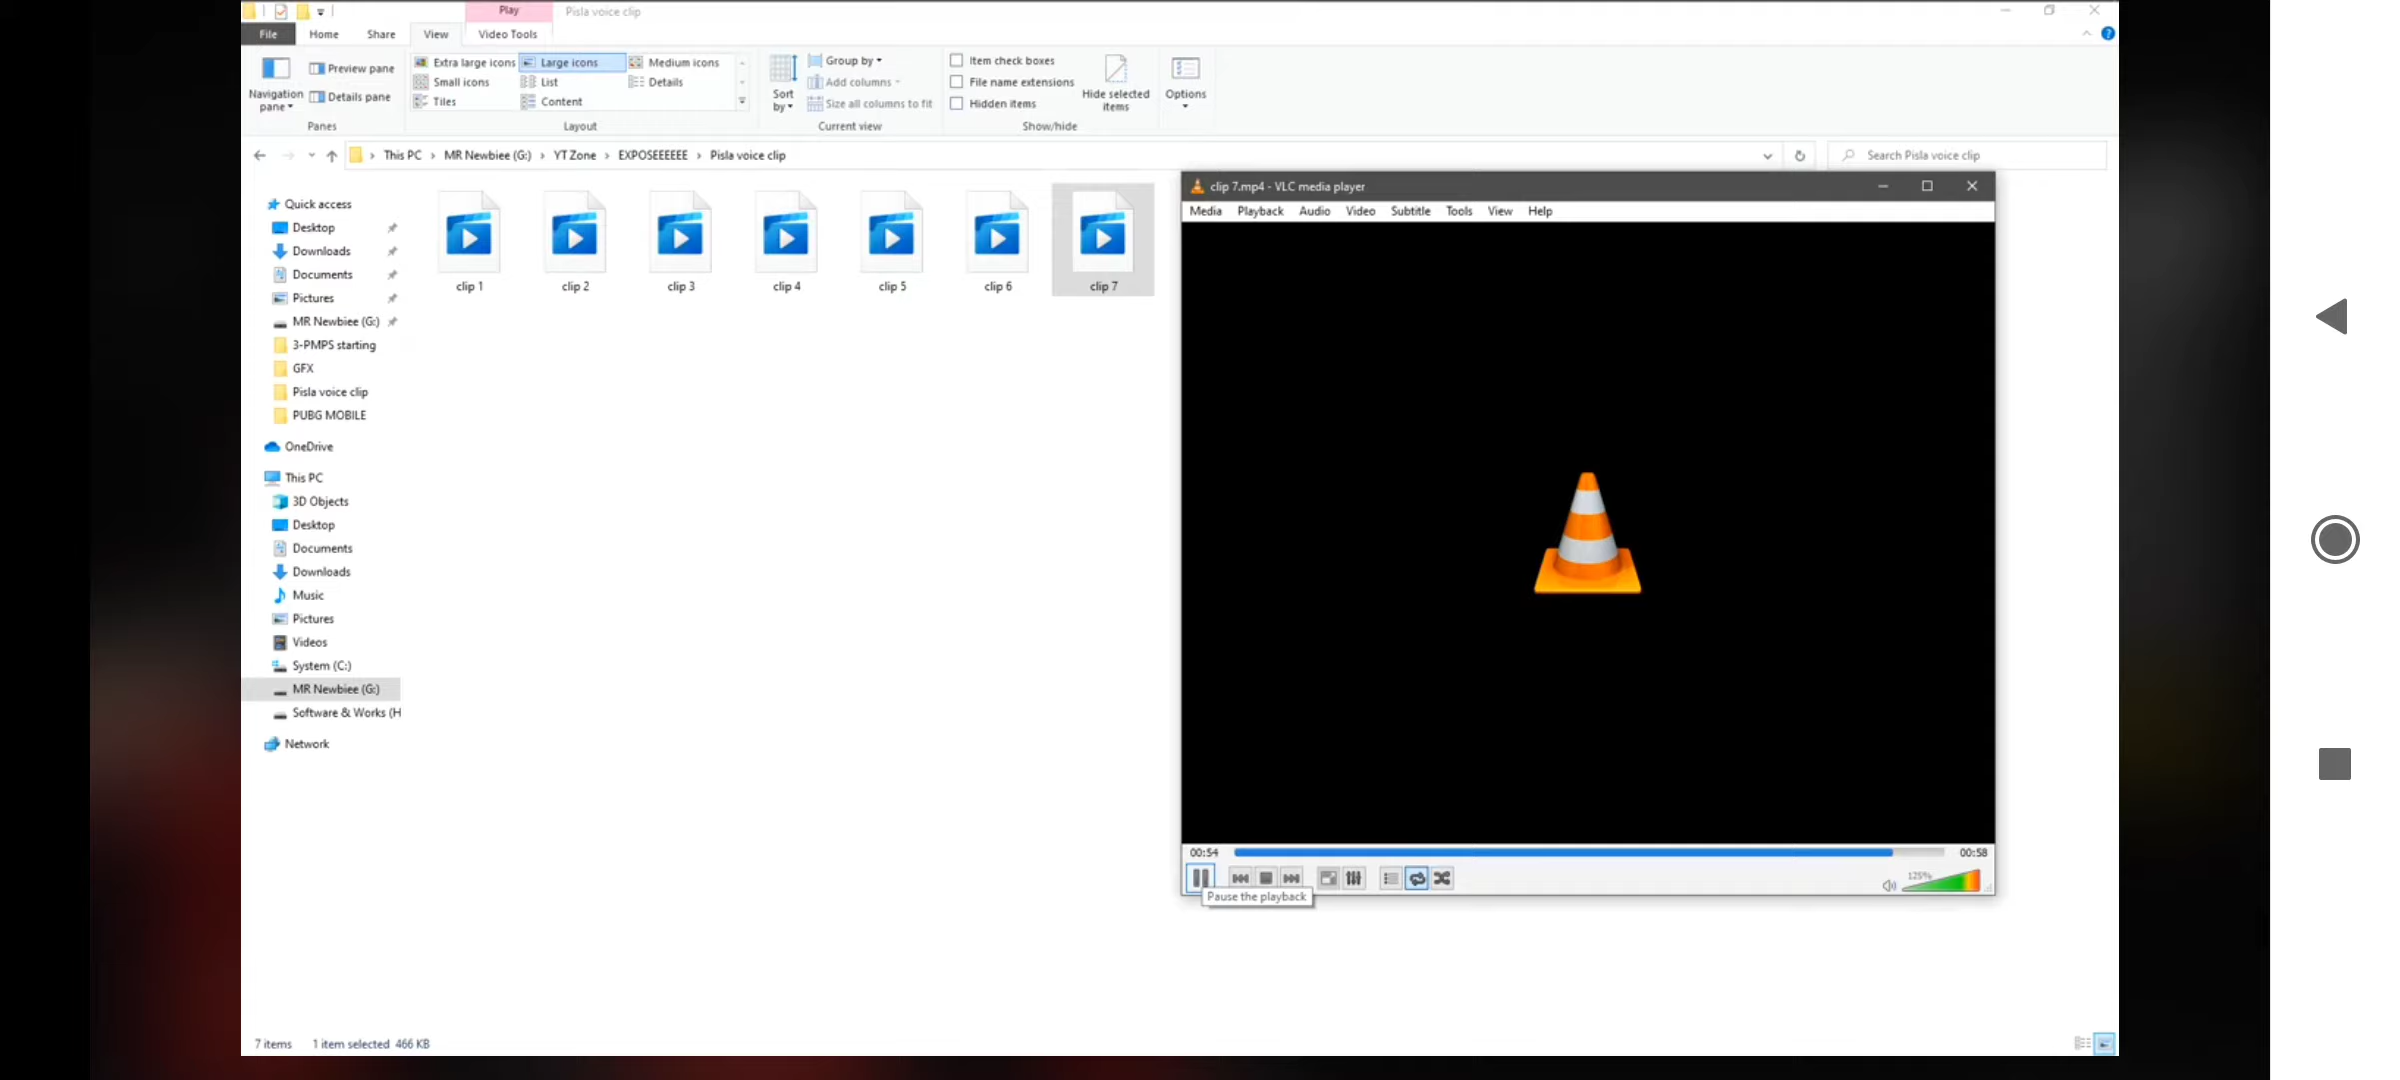 Play
Pisla voice clip
File
Home
Share
View
Video Tools
Navigation
pane
Preview pane
Details pane
Panes
Extra large icons
Large icons
Medium icons
Small icons
List
Details
Tiles
Content
Layout
Sort
by
Group by
Add columns
Size all columns to fit
Current view
Item check boxes
File name extensions
Hidden items
Hide selected
items
Show/hide
Options
This PC
MR Newbiee (G:)
YT Zone
EXPOSEEEEEE
Pisla voice clip
Search Pisla voice clip
Quick access
Desktop
Downloads
Documents
Pictures
MR Newbiee (G:)
3-PMPS starting
GFX
Pisla voice clip
PUBG MOBILE
OneDrive
This PC
3D Objects
Desktop
Documents
Downloads
Music
Pictures
Videos
System (C:)
MR Newbiee (G:)
Software & Works (H
Network
clip 1
clip 2
clip 3
clip 4
clip 5
clip 6
clip 7
clip 7.mp4 - VLC media player
Media
Playback
Audio
Video
Subtitle
Tools
View
Help
00:54
00:58
125%
Pause the playback
7 items
1 item selected 466 KB